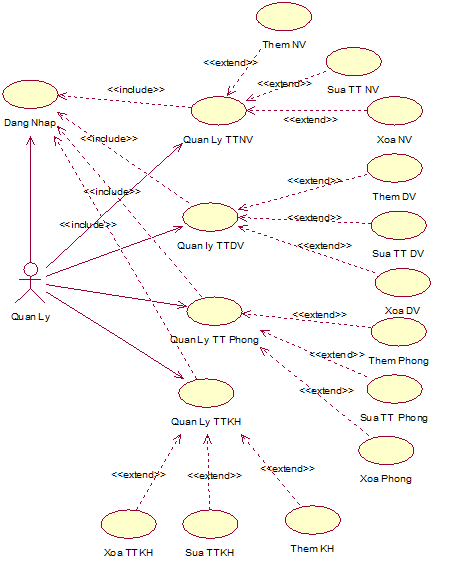 Them NV
<<extend>>
<<extend>>
Sua TT NV
<<include>>
Dang Nhap
Quan Ly TTNV
<<extend>>
Xoa NV
<<include>>
<<extend>>
Them DV
<<include>>
<<include>>
Quan ly TTDV
<<extend>>
<<extend>>
Sua TT DV
Quan Ly
Xoa DV
<<extend>>
Quan Ly TT Phong
Them Phong
<<extend>>
<<extend>>
Sua TT Phong
Quan Ly TTKH
Xoa Phong
<<extend>>
<<extend>>
<<extend>>
Xoa TTKH
Sua TTKH
Them KH